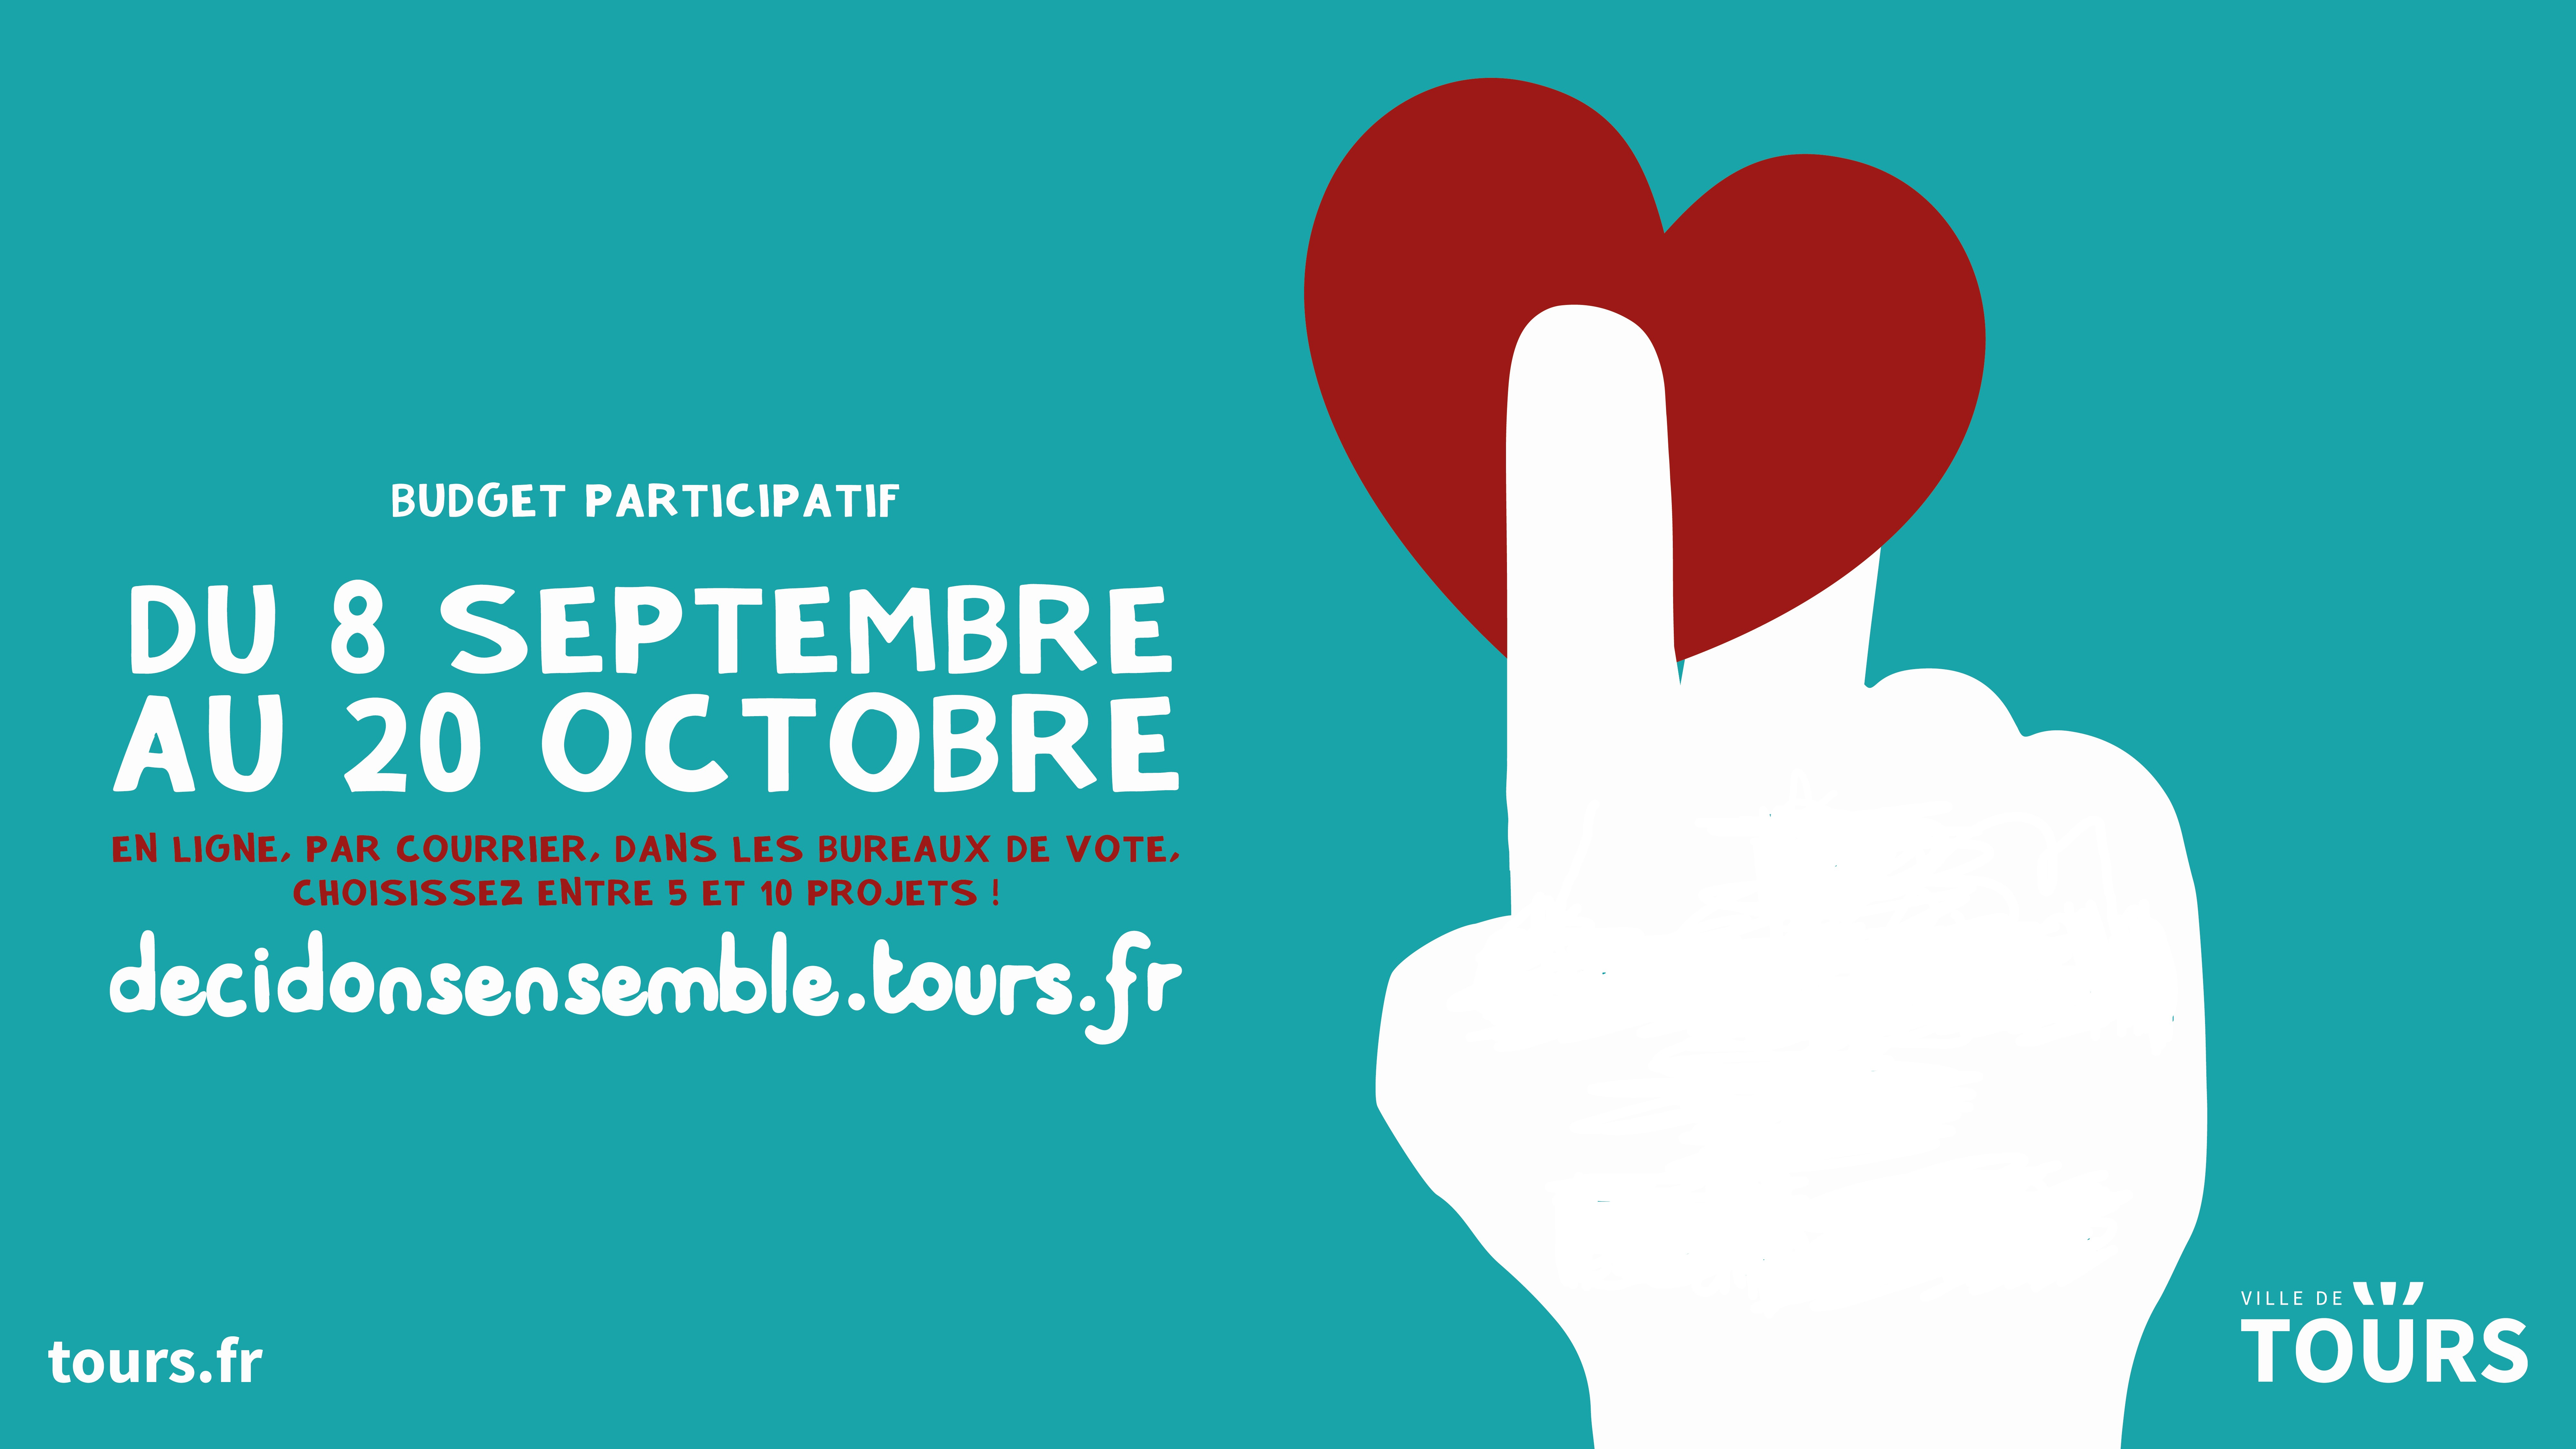 BUDGET PARTICIPATIF
DU 8 SEPTEMBRE
AU 20 OCTOBRE
EN LIGNE, PAR COURRIER, DANS LES BUREAUX DE VOTE,
CHOISISSEZ ENTRE 5 ET 10 PROJETS !
decidonsensemble.tours.fr
tours.fr
VILLE DE
TOURS